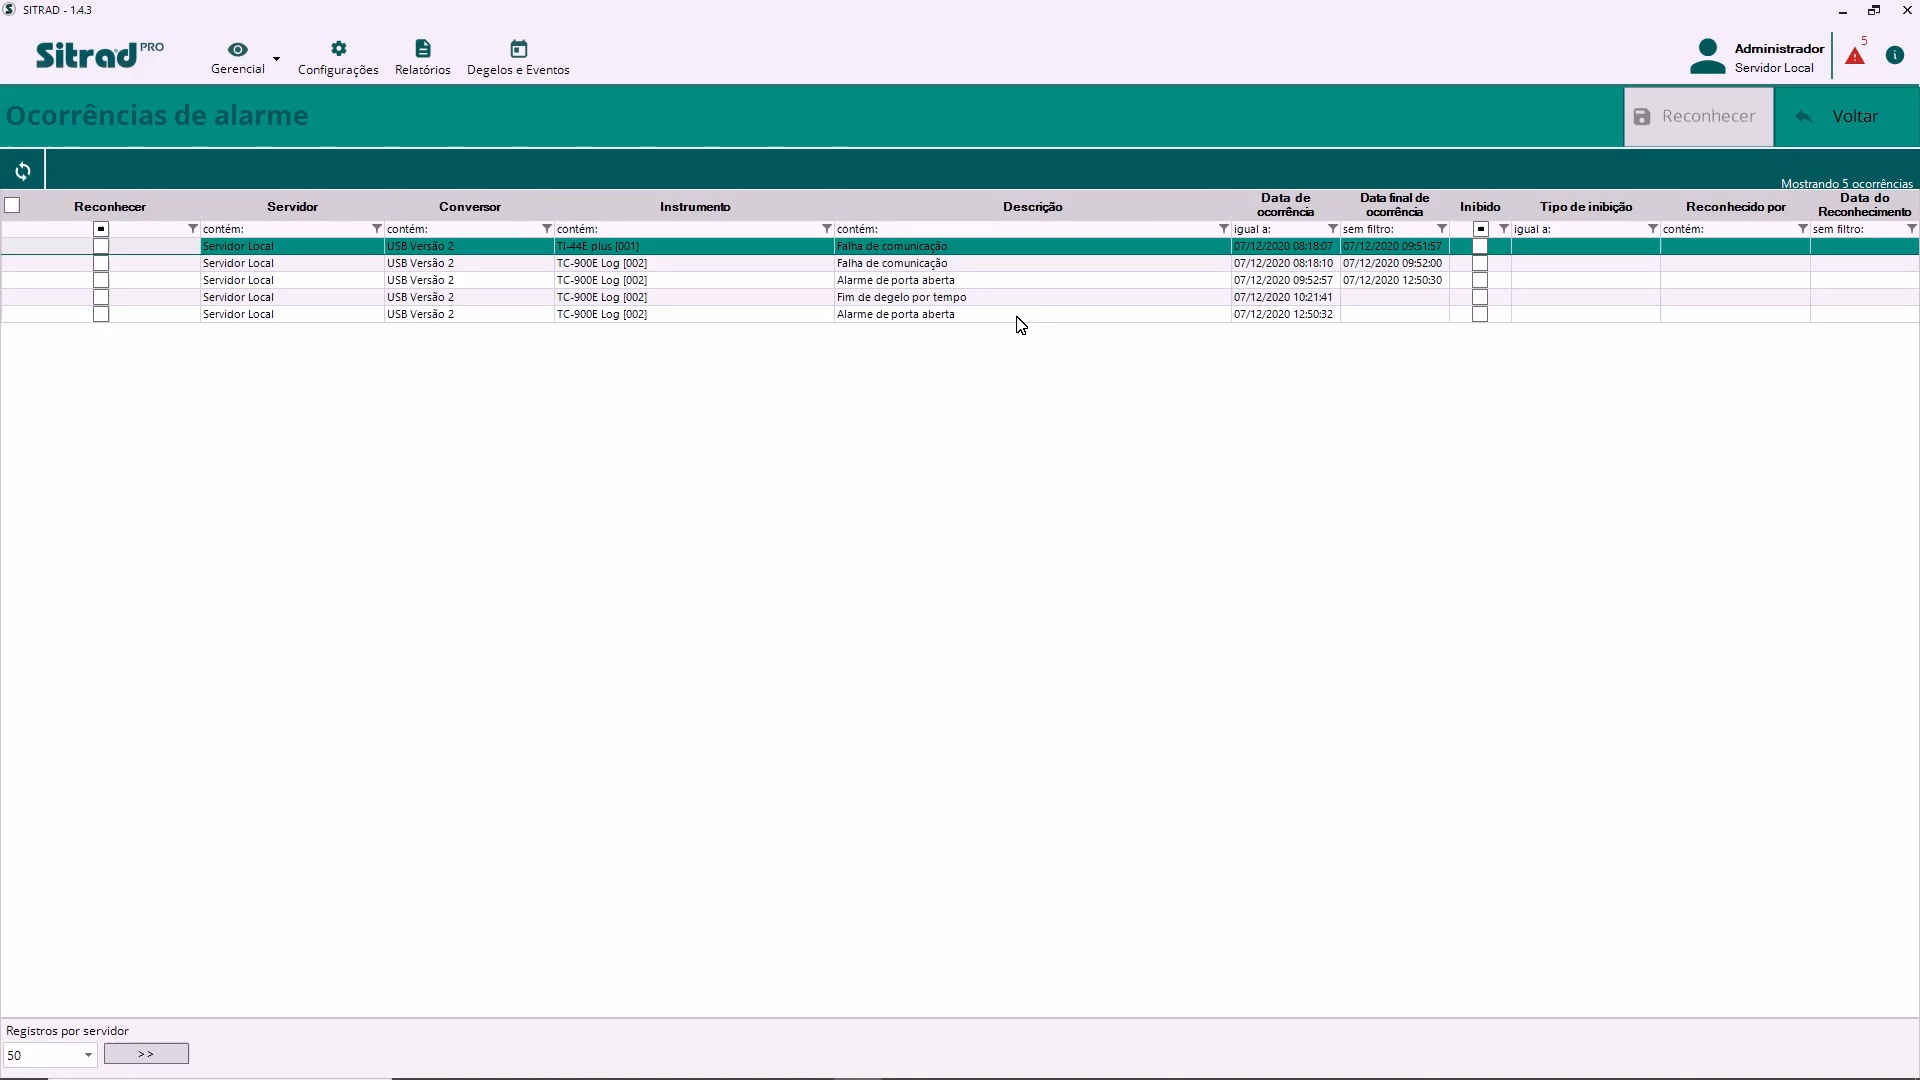 SITRAD - 1.4.3
Sitrad PRO
Gerencial
Configurações
Relatórios
Degelos e Eventos
Administrador
Servidor Local
5
Ocorrências de alarme
Reconhecer
Voltar
Mostrando 5 ocorrências
Reconhecer Servidor Conversor Instrumento Descrição Data de ocorrência Data final de ocorrência Inibido Tipo de inibição Reconhecido por Data do Reconhecimento
contém: contém: contém: contém: igual a: sem filtro: igual a: contém: sem filtro:
Servidor Local USB Versão 2 TI-44E plus [001] Falha de comunicação 07/12/2020 08:18:07 07/12/2020 09:51:57
Servidor Local USB Versão 2 TC-900E Log [002] Falha de comunicação 07/12/2020 08:18:10 07/12/2020 09:52:00
Servidor Local USB Versão 2 TC-900E Log [002] Alarme de porta aberta 07/12/2020 09:52:57 07/12/2020 12:50:30
Servidor Local USB Versão 2 TC-900E Log [002] Fim de degelo por tempo 07/12/2020 10:21:41
Servidor Local USB Versão 2 TC-900E Log [002] Alarme de porta aberta 07/12/2020 12:50:32
Registros por servidor
50
>>